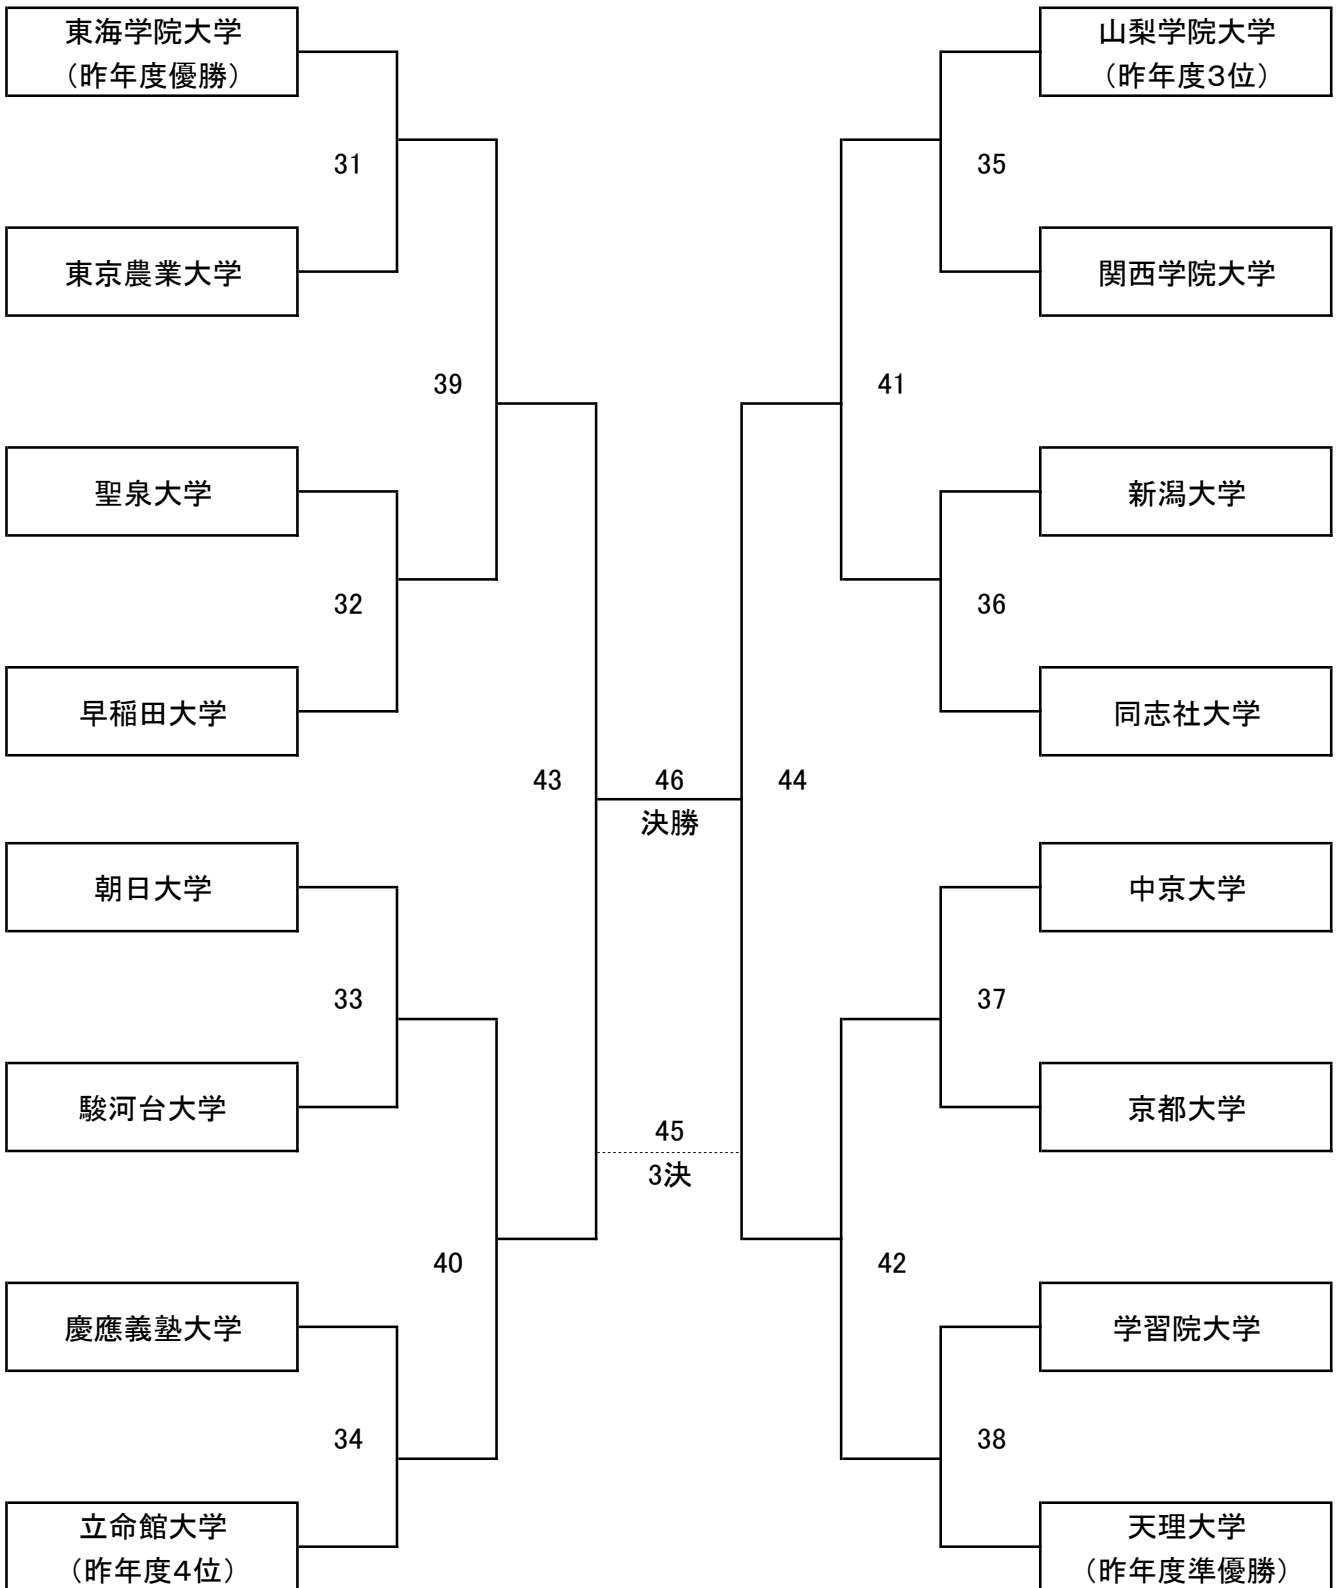 東海学院大学
（昨年度優勝）
山梨学院大学
（昨年度３位）
31
35
東京農業大学
関西学院大学
39
41
聖泉大学
新潟大学
32
36
早稲田大学
同志社大学
43
46
44
決勝
朝日大学
中京大学
33
37
駿河台大学
京都大学
45
3決
40
42
慶應義塾大学
学習院大学
34
38
立命館大学
（昨年度４位）
天理大学
（昨年度準優勝）